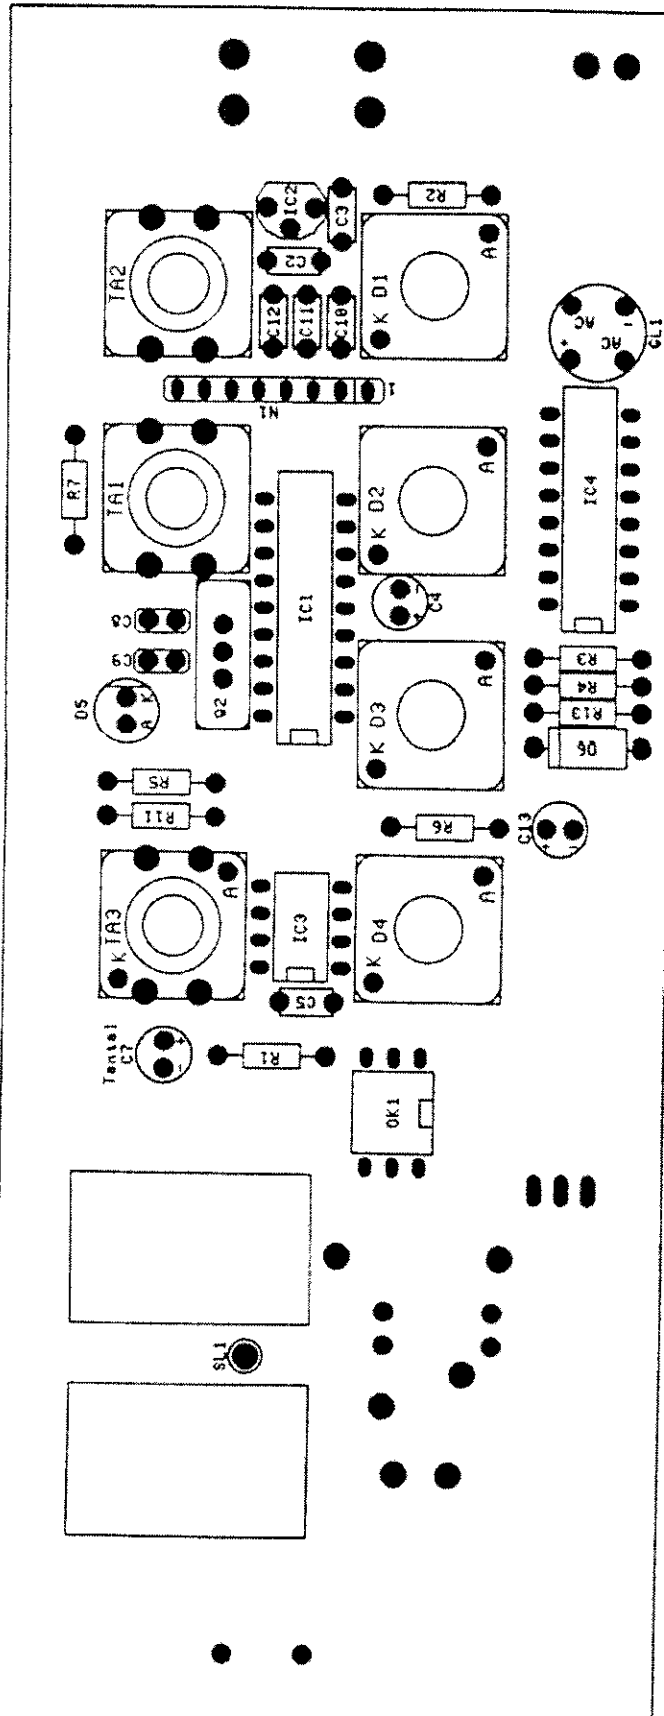 R2
IC2
C3
C2
TA2
K D1
A
C12
C11
C10
AC
AC
+
-
GL1
1
N1
R7
TA1
K D2
A
IC4
IC1
C4
-
+
C8
C9
Q2
D5
K
A
K D3
A
R3
R4
R13
D6
R5
R11
R6
C13
+
-
K TA3
A
IC3
K D4
A
C5
Tantal
C7
+
-
R1
OK1
SL1